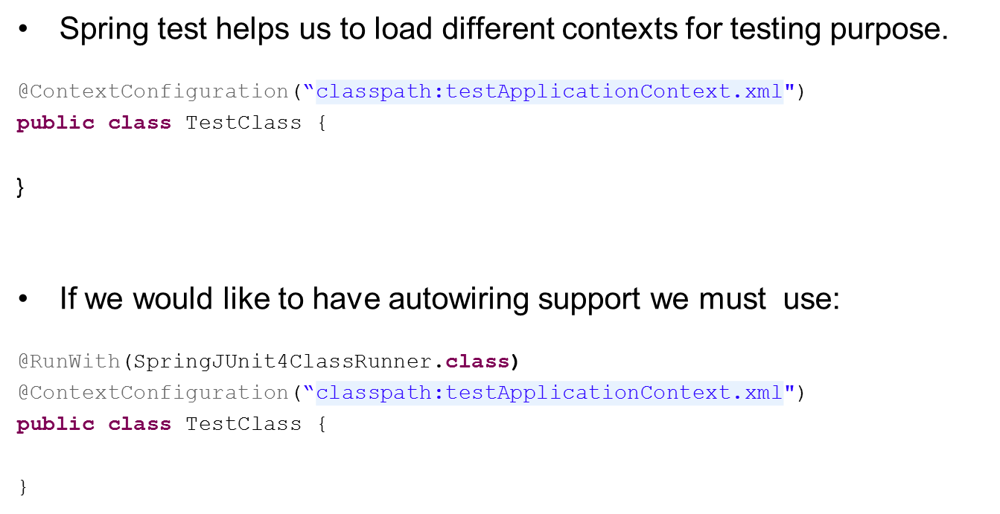 • Spring test helps us to load different contexts for testing purpose.
@ContextConfiguration(“classpath:testApplicationContext.xml")
public class TestClass {
}
• If we would like to have autowiring support we must  use:
@RunWith(SpringJUnit4ClassRunner.class)
@ContextConfiguration(“classpath:testApplicationContext.xml")
public class TestClass {
}